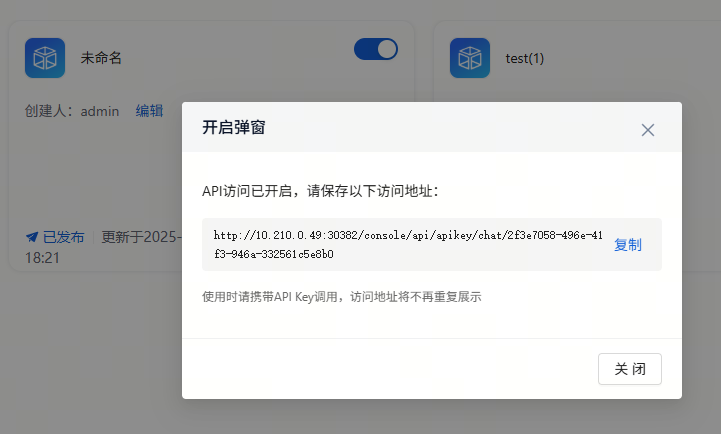 未命名
test(1)
创建人：admin 编辑
开启弹窗
API访问已开启，请保存以下访问地址：
http://10.210.0.49:30382/console/api/apikey/chat/2f3e7058-496e-41
f3-946a-332561c5e8b0
复制
已发布 更新于2025-
18:21
使用时请携带API Key调用，访问地址将不再重复展示
关 闭